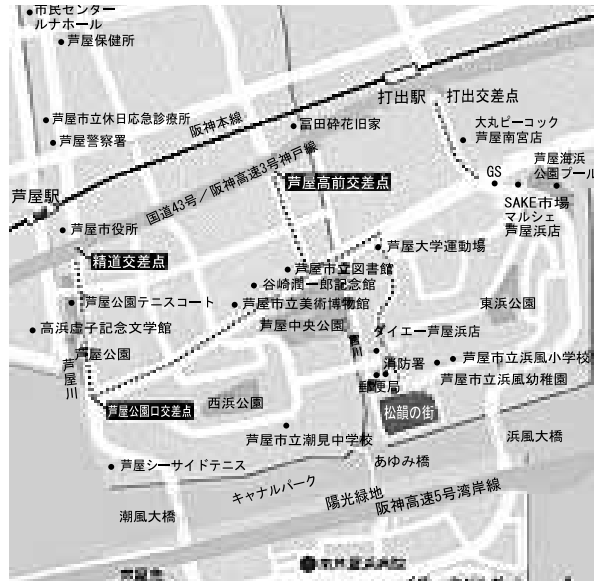 市民センター
ルナホール
芦屋保健所
打出駅
打出交差点
大丸ピーコック
芦屋南宮店
芦屋市立休日応急診療所
阪神本線
富田砕花旧家
芦屋警察署
芦屋海浜
公園プール
GS
国道43号/阪神高速3号神戸線
芦屋高前交差点
芦屋駅
SAKE市場
マルシェ
芦屋浜店
芦屋市役所
芦屋大学運動場
精道交差点
芦屋市立図書館
谷崎潤一郎記念館
芦屋公園テニスコート
芦屋市立美術博物館
東浜公園
高浜虚子記念文学館
芦屋中央公園
ダイエー芦屋浜店
芦屋公園
芦屋川
消防署
芦屋市立浜風小学校
郵便局
芦屋市立浜風幼稚園
芦屋公園口交差点
西浜公園
松韻の街
芦屋市立潮見中学校
浜風大橋
芦屋シーサイドテニス
あゆみ橋
キャナルパーク
陽光緑地
阪神高速5号湾岸線
潮風大橋